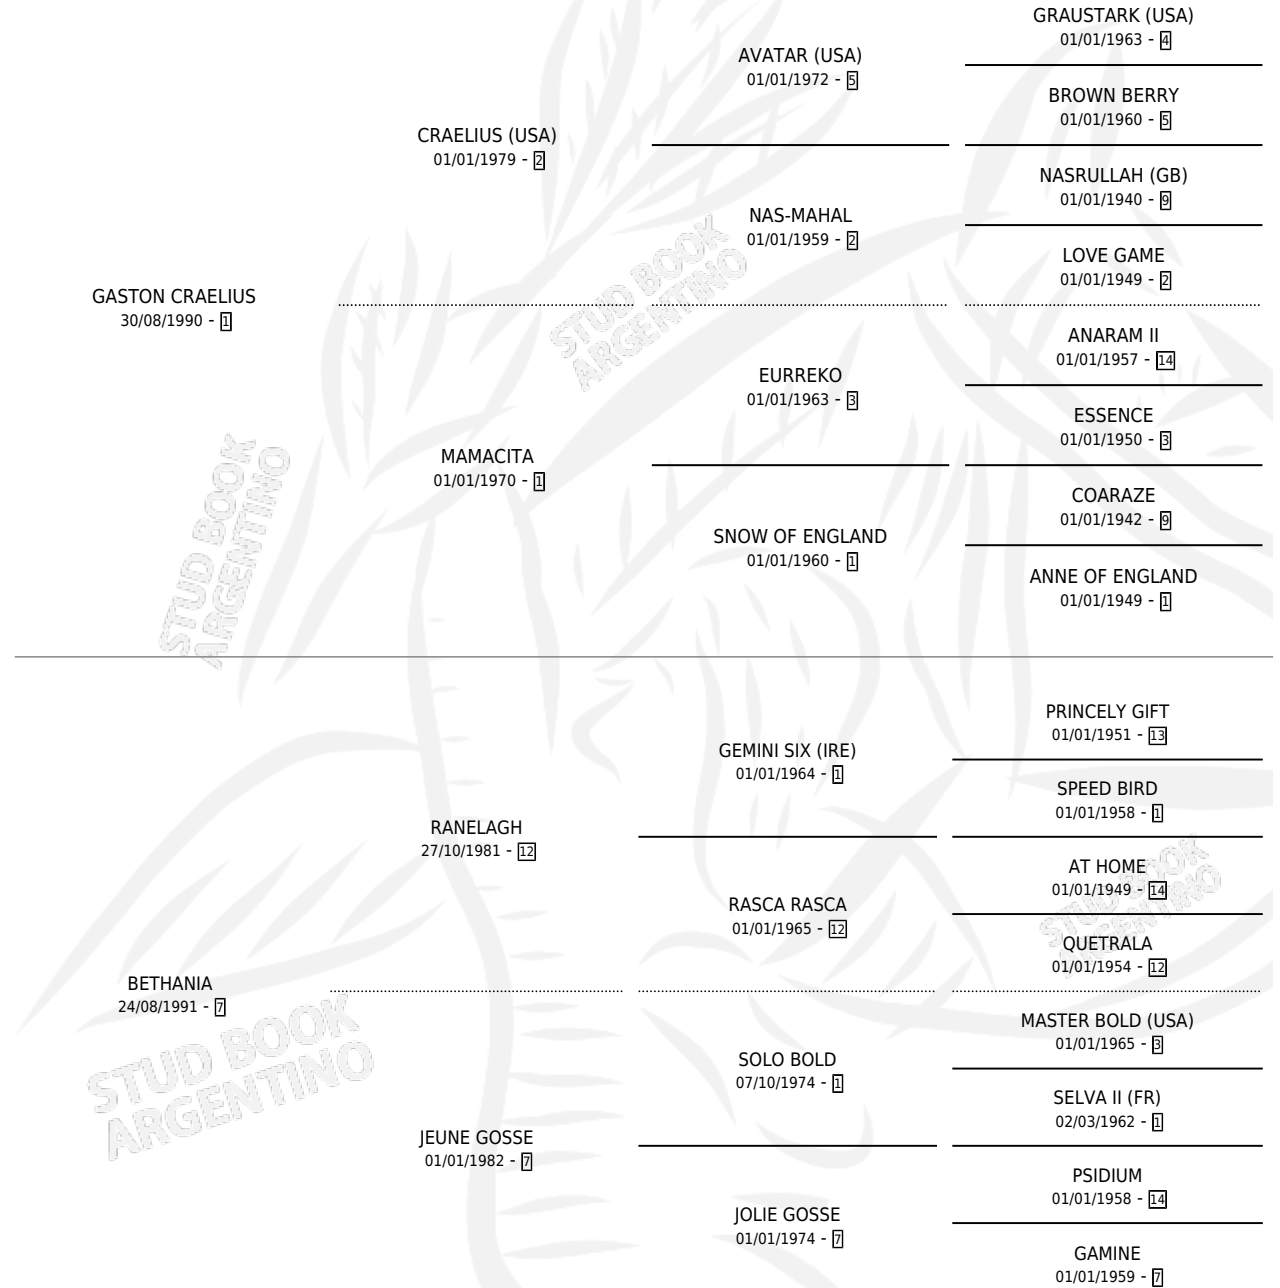 GASTON CRAELIUS
30/08/1990 - 1
CRAELIUS (USA)
01/01/1979 - 2
MAMACITA
01/01/1970 - 1
AVATAR (USA)
01/01/1972 - 5
NAS-MAHAL
01/01/1959 - 2
EURREKO
01/01/1963 - 3
SNOW OF ENGLAND
01/01/1960 - 1
GRAUSTARK (USA)
01/01/1963 - 4
BROWN BERRY
01/01/1960 - 5
NASRULLAH (GB)
01/01/1940 - 9
LOVE GAME
01/01/1949 - 2
ANARAM II
01/01/1957 - 14
ESSENCE
01/01/1950 - 3
COARAZE
01/01/1942 - 9
ANNE OF ENGLAND
01/01/1949 - 1
STUD BOOK
ARGENTINO
STUD BOOK
ARGENTINO
BETHANIA
24/08/1991 - 7
RANELAGH
27/10/1981 - 12
JEUNE GOSSE
01/01/1982 - 7
GEMINI SIX (IRE)
01/01/1964 - 1
RASCA RASCA
01/01/1965 - 12
SOLO BOLD
07/10/1974 - 1
JOLIE GOSSE
01/01/1974 - 7
PRINCELY GIFT
01/01/1951 - 13
SPEED BIRD
01/01/1958 - 1
AT HOME
01/01/1949 - 14
QUETRALA
01/01/1954 - 12
MASTER BOLD (USA)
01/01/1965 - 3
SELVA II (FR)
02/03/1962 - 1
PSIDIUM
01/01/1958 - 14
GAMINE
01/01/1959 - 7
STUD BOOK
ARGENTINO
STUD BOOK
ARGENTINO